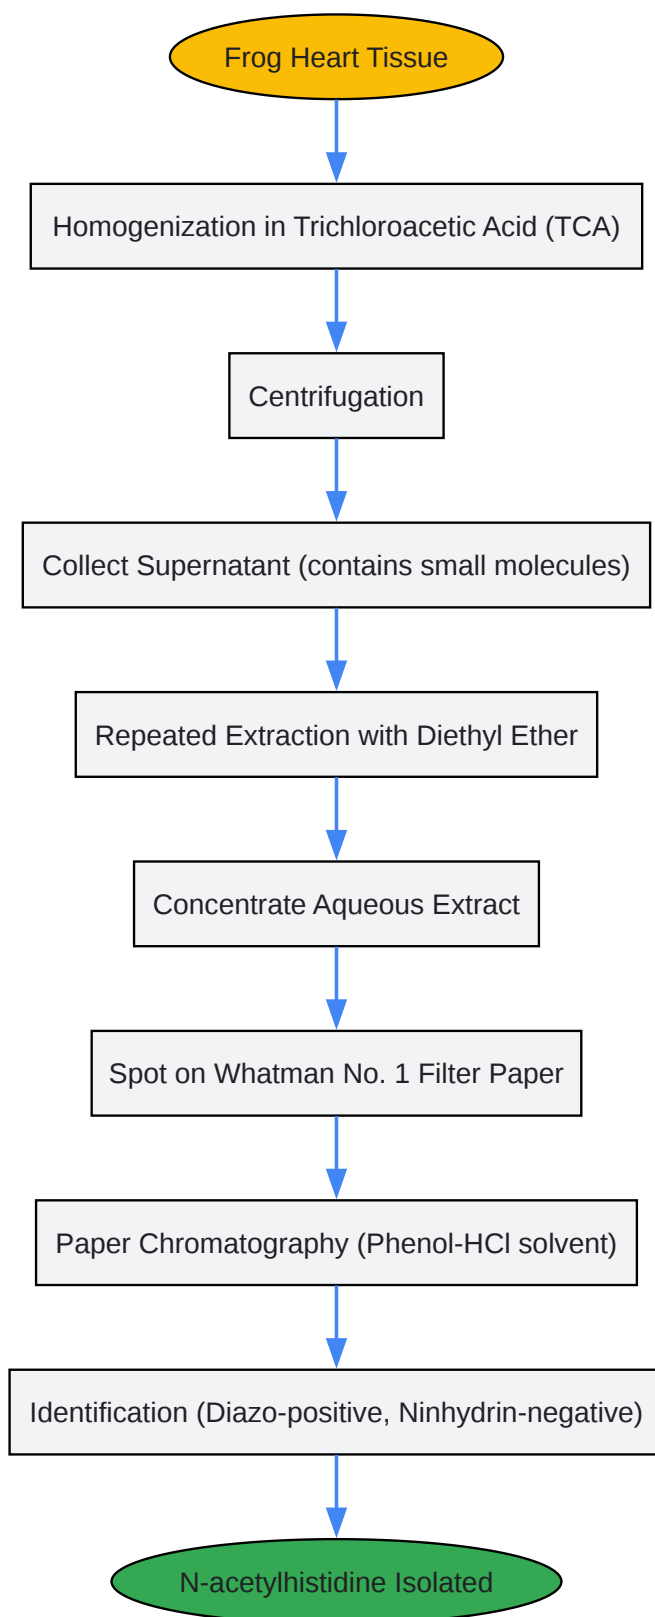 Frog Heart Tissue
Homogenization in Trichloroacetic Acid (TCA)
Centrifugation
Collect Supernatant (contains small molecules)
Repeated Extraction with Diethyl Ether
Concentrate Aqueous Extract
Spot on Whatman No. 1 Filter Paper
Paper Chromatography (Phenol-HCl solvent)
Identification (Diazo-positive, Ninhydrin-negative)
N-acetylhistidine Isolated